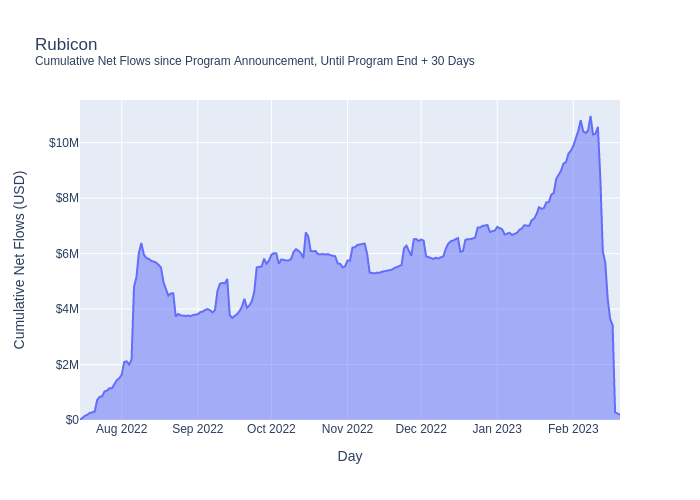 Rubicon
Cumulative Net Flows since Program Announcement, Until Program End + 30 Days
Cumulative Net Flows (USD)
$10M
$8M
$6M
$4M
$2M
$0
Aug 2022 Sep 2022 Oct 2022 Nov 2022 Dec 2022 Jan 2023 Feb 2023
Day